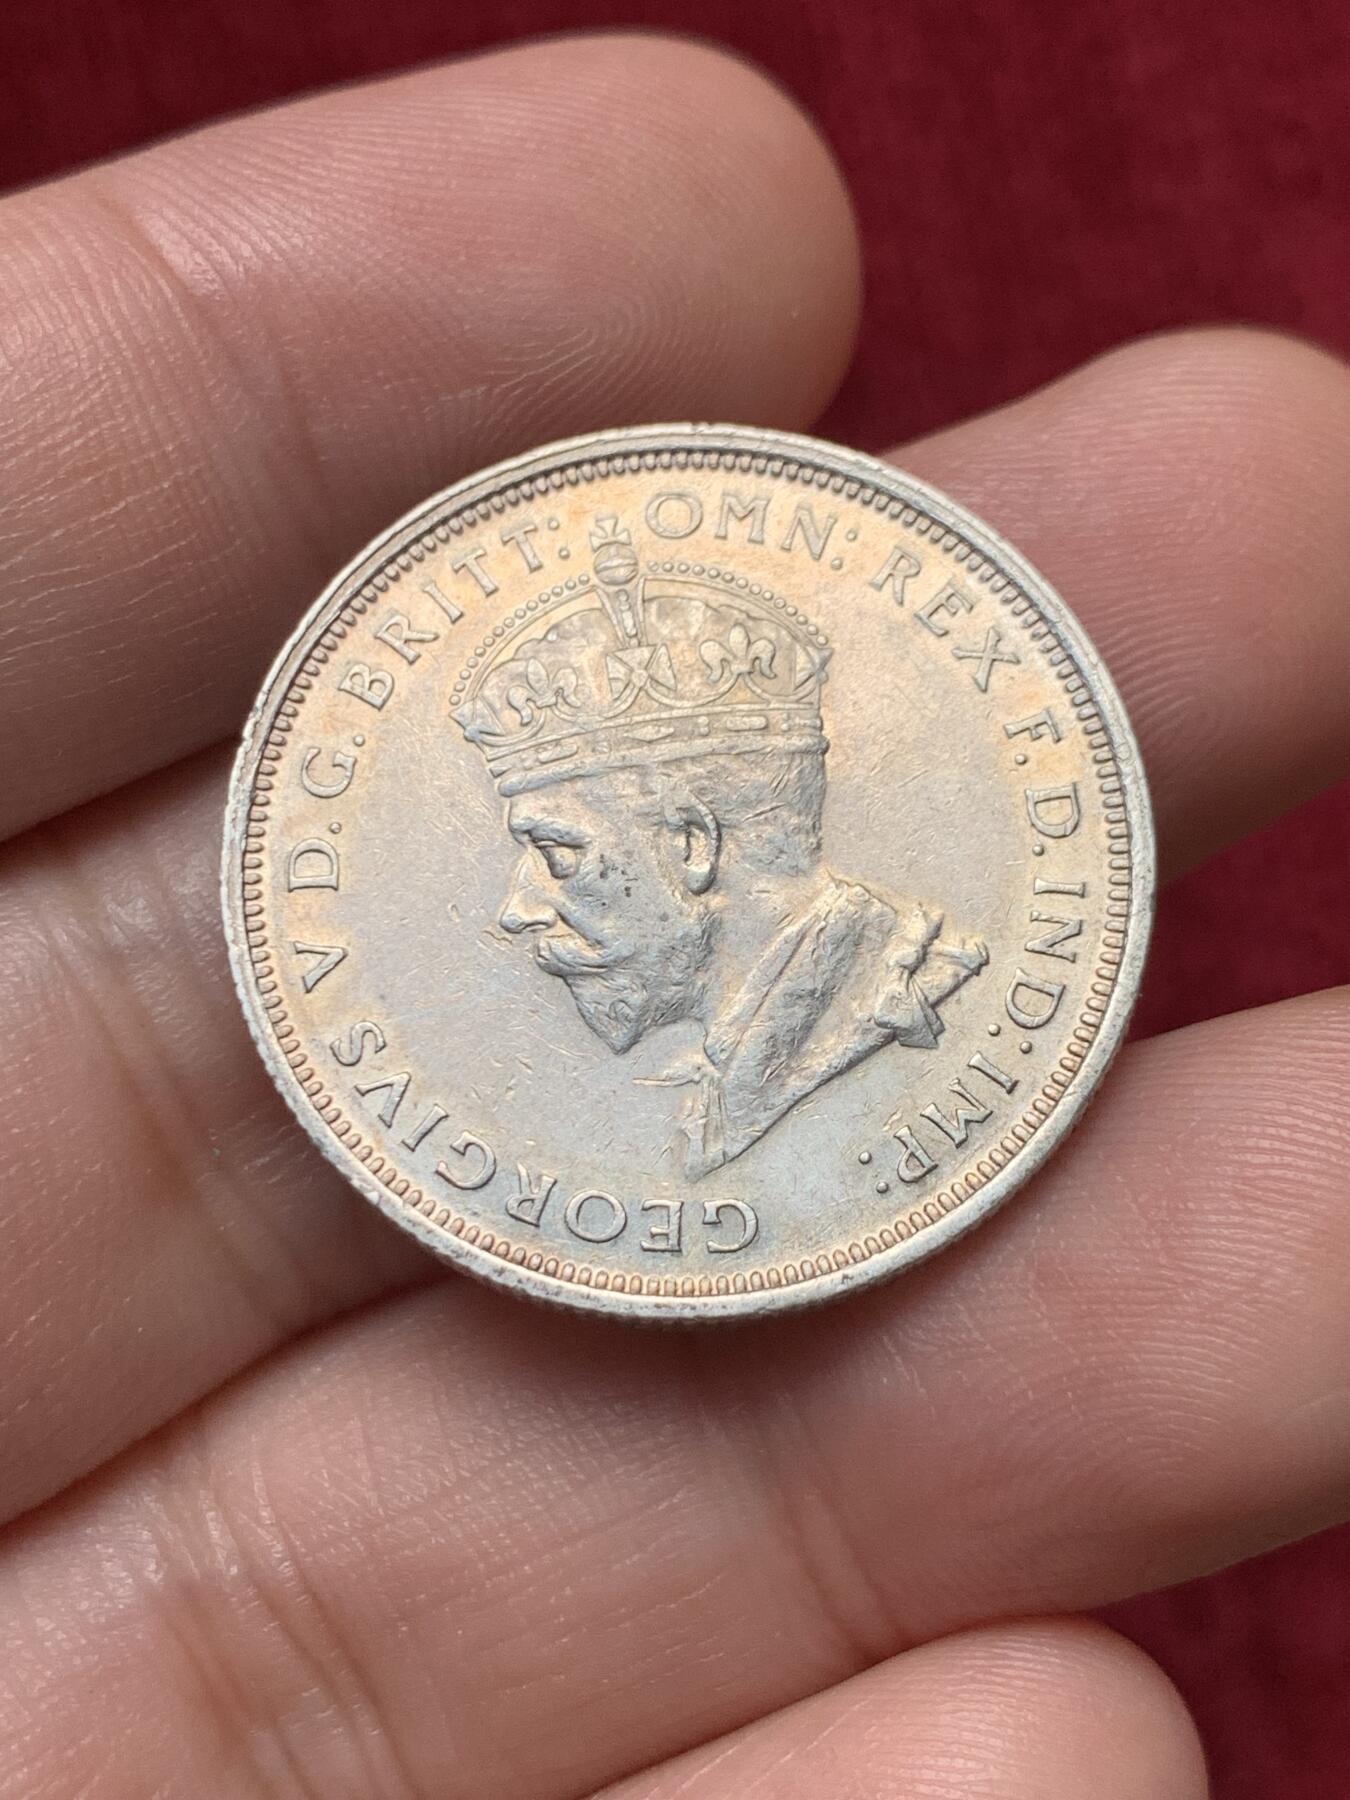 GEORGIVS V D.G.BRITT: OMN: REX F.D.IND:IMP: